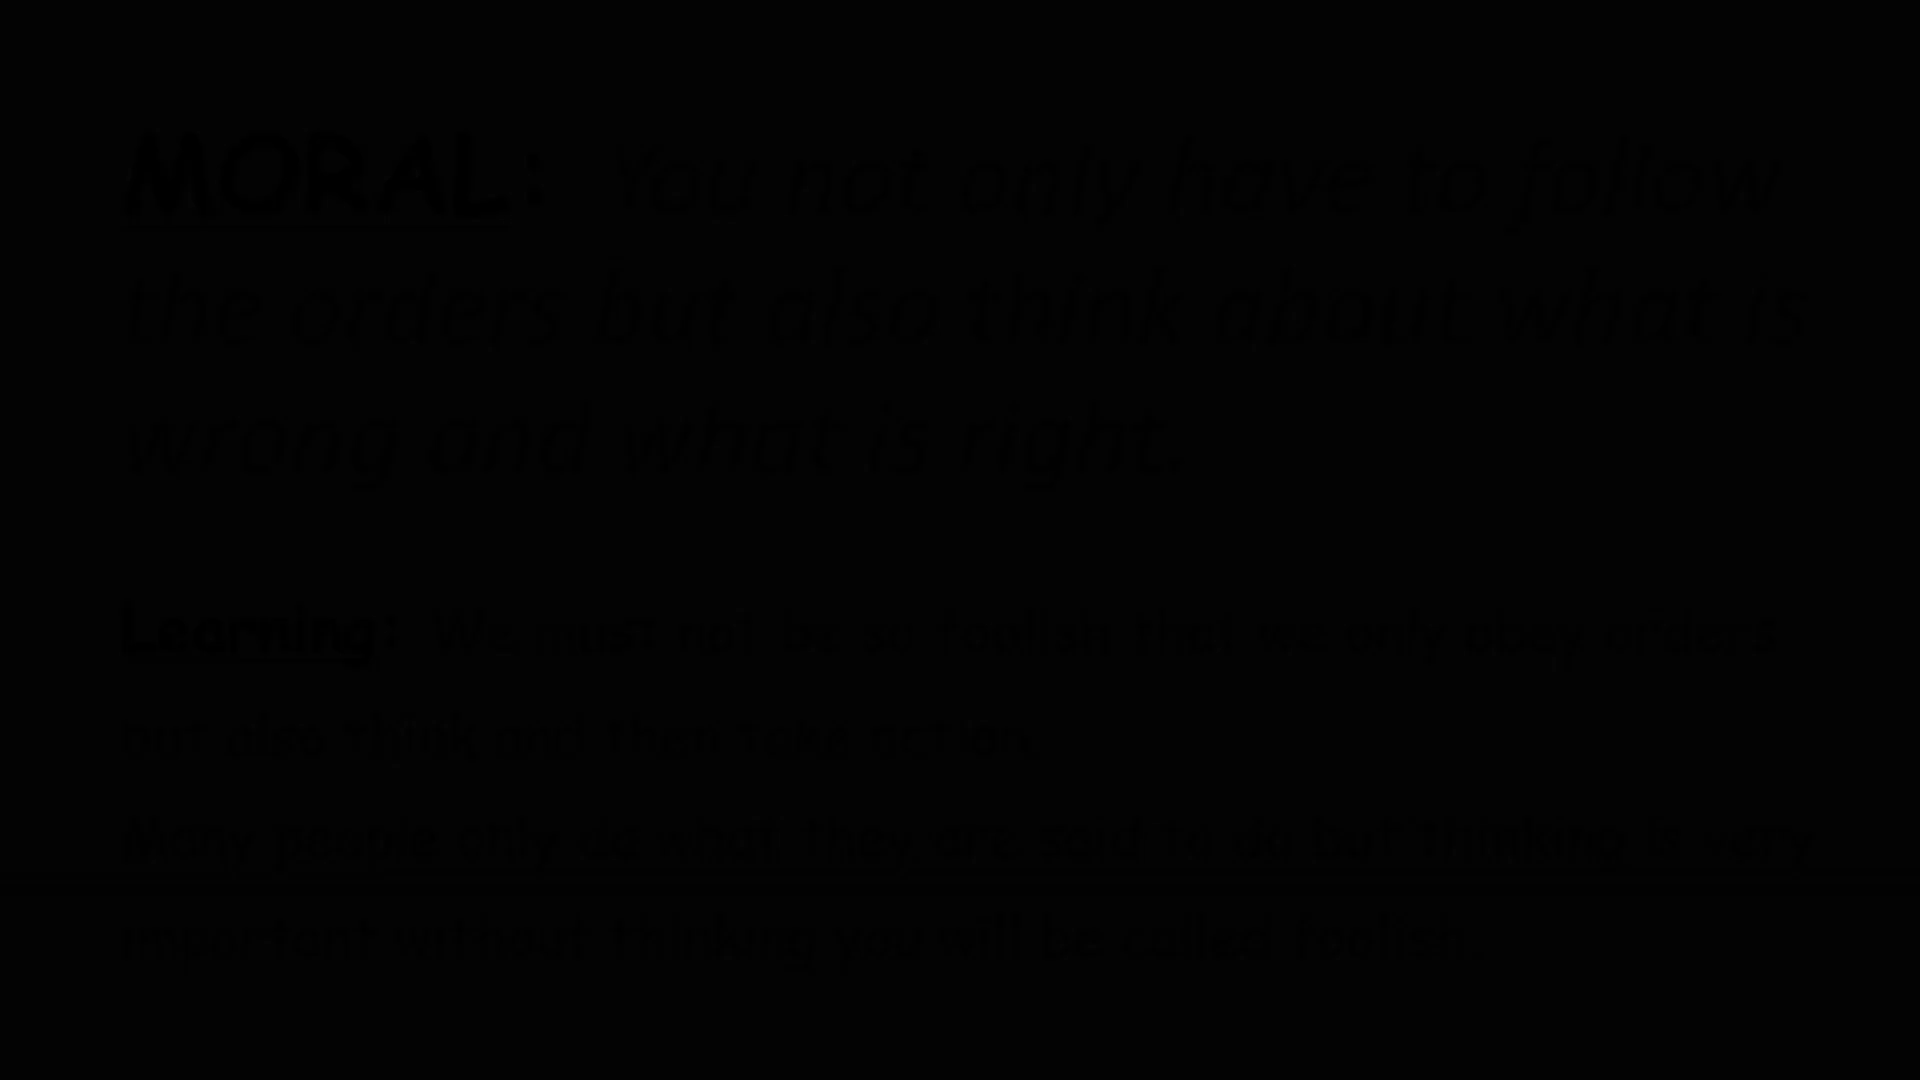 MORAL: You not only have to follow
the orders but also think about what is
wrong and what is right.
Learning: We must not be so foolish that we only obey orders
but also think and then take action.
Many people only do what they are said to do but thinking is very
important without thinking you will be called foolish.